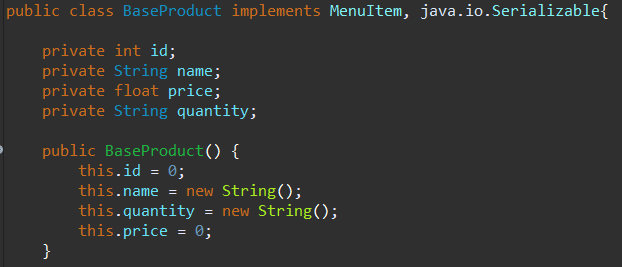 public class BaseProduct implements MenuItem, java.io.Serializable{
private int id;
private String name;
private float price;
private String quantity;
public BaseProduct() {
this.id = 0;
this.name = new String();
this.quantity = new String();
this.price = 0;
}